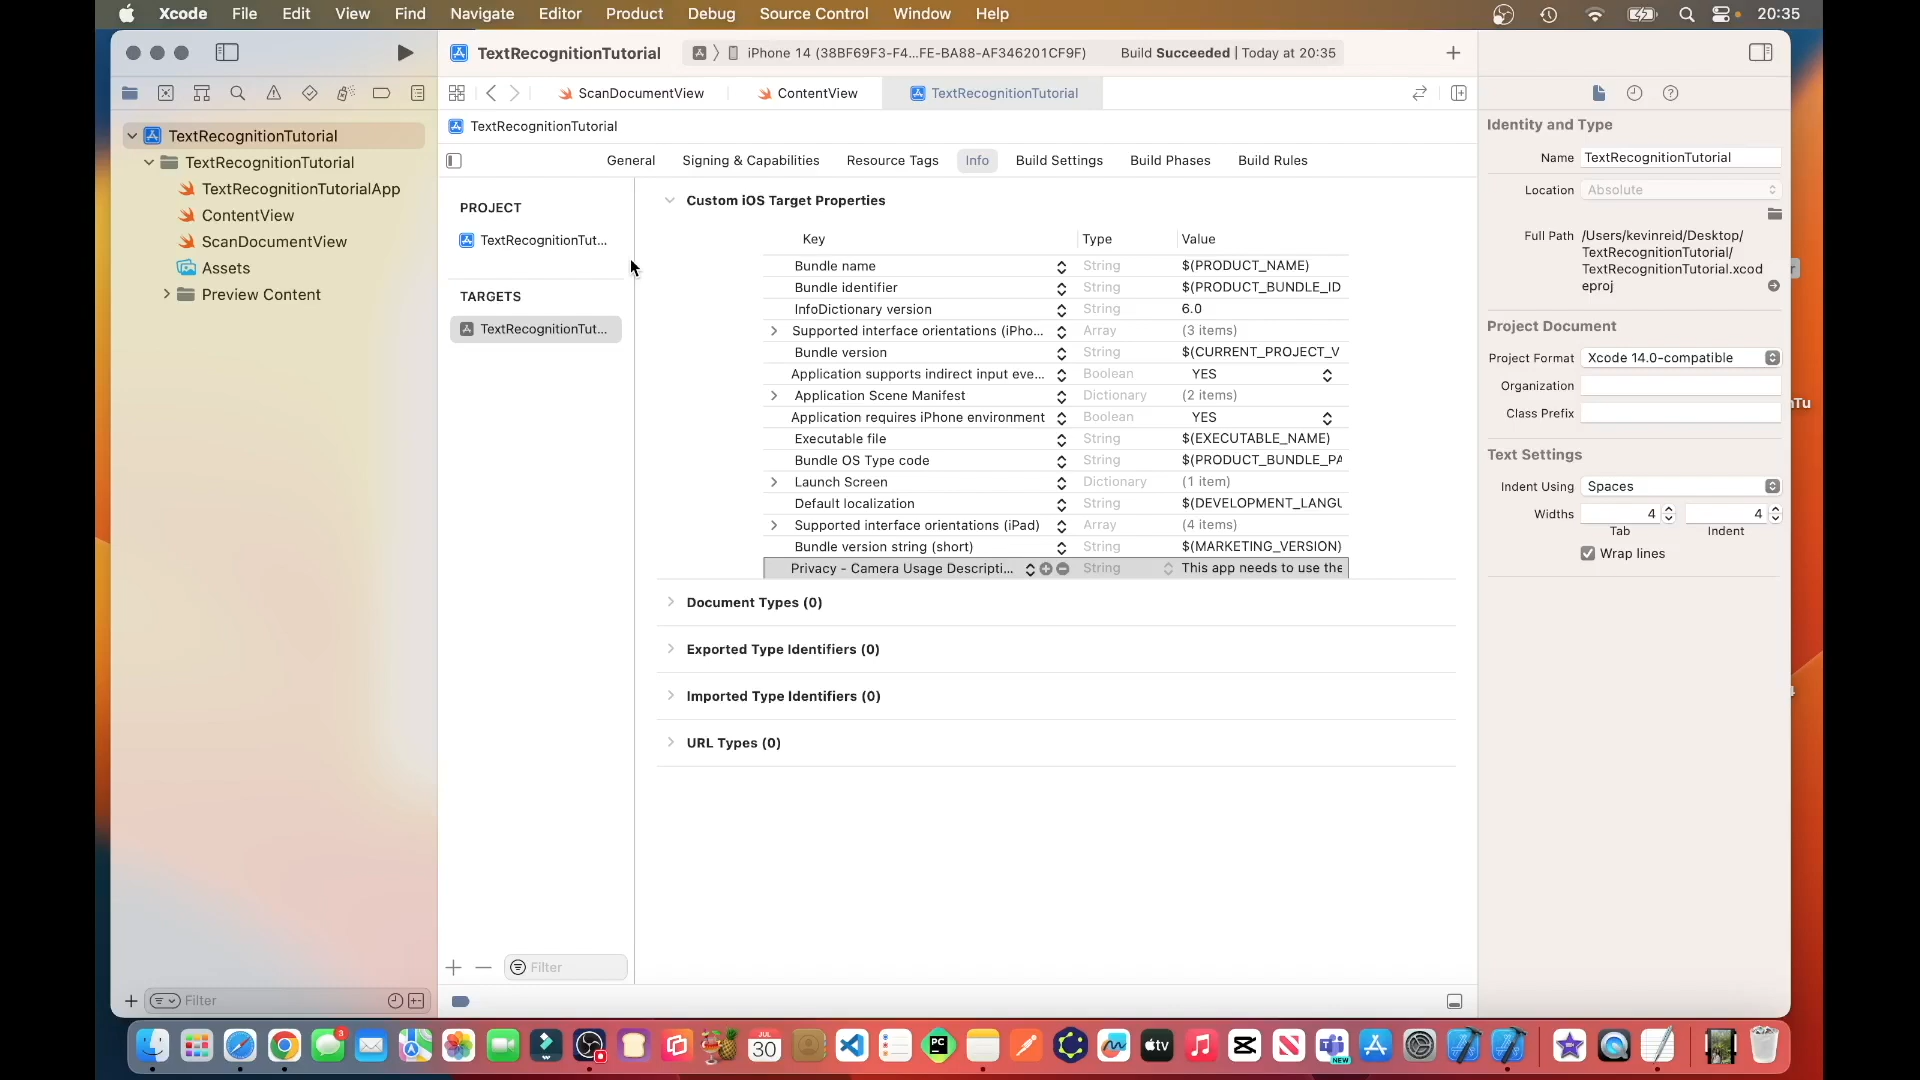 Xcode File Edit View Find Navigate Editor Product Debug Source Control Window Help 20:35
TextRecognitionTutorial iPhone 14 (38BF69F3-F4...FE-BA88-AF346201CF9F) Build Succeeded | Today at 20:35
ScanDocumentView ContentView TextRecognitionTutorial
TextRecognitionTutorial
TextRecognitionTutorial
TextRecognitionTutorial
TextRecognitionTutorialApp
ContentView
ScanDocumentView
Assets
Preview Content
Filter
General Signing & Capabilities Resource Tags Info Build Settings Build Phases Build Rules
PROJECT
TextRecognitionTut...
TARGETS
TextRecognitionTut...
Filter
Custom iOS Target Properties
Key Type Value
Bundle name String $(PRODUCT_NAME)
Bundle identifier String $(PRODUCT_BUNDLE_ID
InfoDictionary version String 6.0
Supported interface orientations (iPho... Array (3 items)
Bundle version String $(CURRENT_PROJECT_V
Application supports indirect input eve... Boolean YES
Application Scene Manifest Dictionary (2 items)
Application requires iPhone environment Boolean YES
Executable file String $(EXECUTABLE_NAME)
Bundle OS Type code String $(PRODUCT_BUNDLE_PA
Launch Screen Dictionary (1 item)
Default localization String $(DEVELOPMENT_LANGU
Supported interface orientations (iPad) Array (4 items)
Bundle version string (short) String $(MARKETING_VERSION)
Privacy - Camera Usage Descripti... String This app needs to use the
Document Types (0)
Exported Type Identifiers (0)
Imported Type Identifiers (0)
URL Types (0)
Identity and Type
Name TextRecognitionTutorial
Location Absolute
Full Path /Users/kevinreid/Desktop/
TextRecognitionTutorial/
TextRecognitionTutorial.xcod
eproj
Project Document
Project Format Xcode 14.0-compatible
Organization
Class Prefix
Text Settings
Indent Using Spaces
Widths 4 4
Tab Indent
Wrap lines
nTu
3
JUL
30
PC
tv
NEW